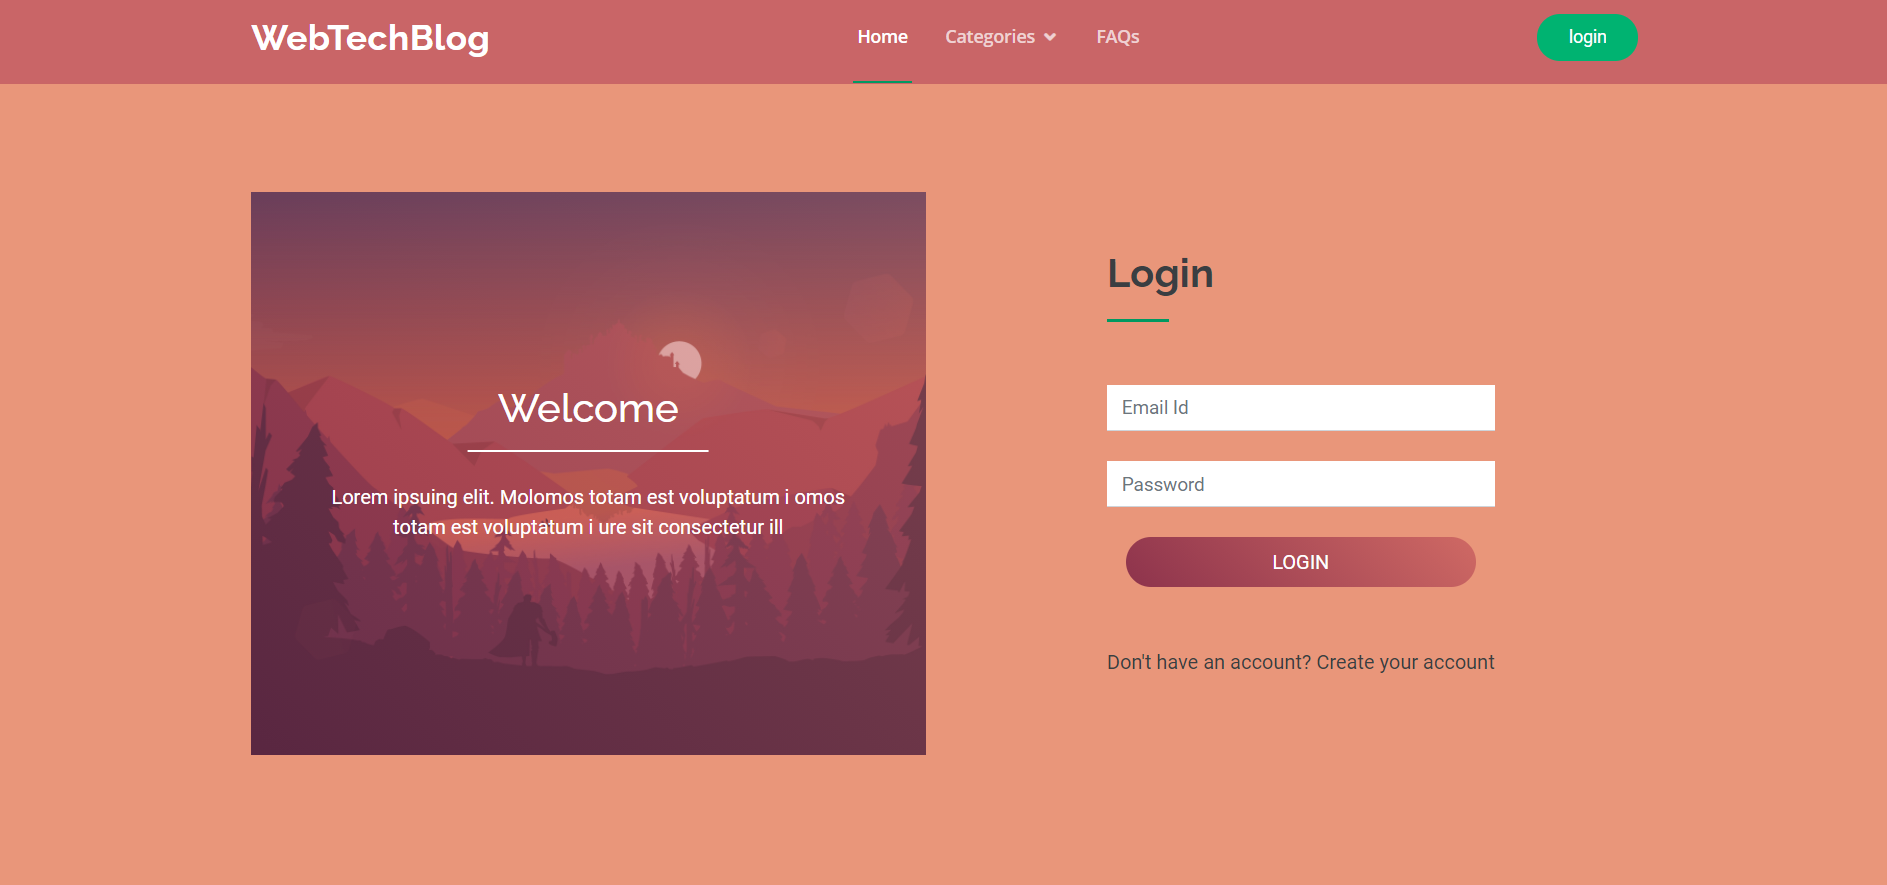 WebTechBlog
Home
Categories
FAQs
login
Welcome
Lorem ipsuing elit. Molomos totam est voluptatum i omos
totam est voluptatum i ure sit consectetur ill
Login
Email Id
Password
LOGIN
Don't have an account? Create your account